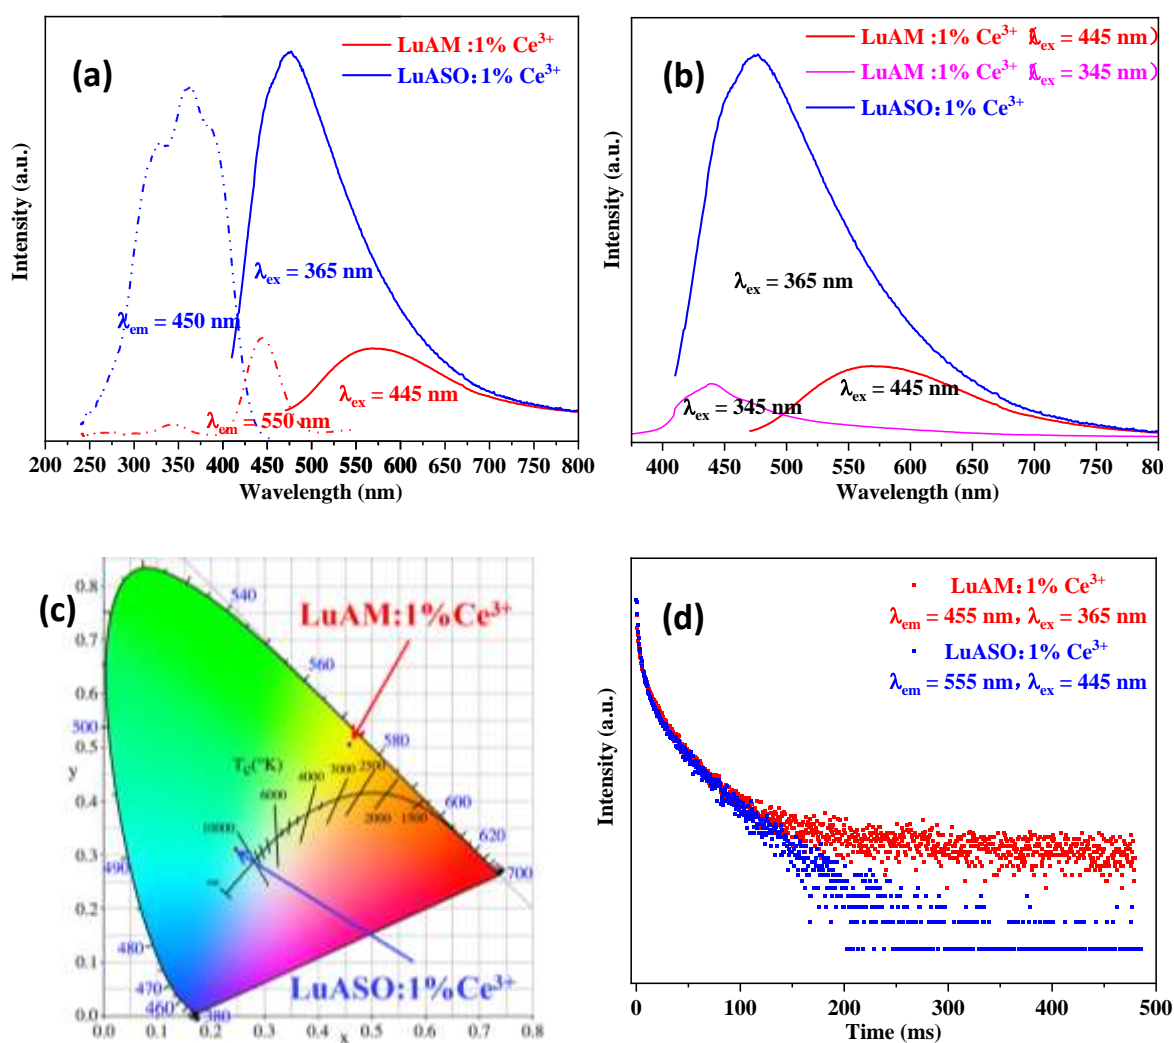 (a)
LuAM :1% Ce³⁺
LuASO：1% Ce³⁺
λex = 365 nm
λem = 450 nm
λex = 445 nm
λem = 550 nm
Intensity (a.u.)
200 250 300 350 400 450 500 550 600 650 700 750 800
Wavelength (nm)
(b)
LuAM :1% Ce³⁺ (λex = 445 nm）
LuAM :1% Ce³⁺ (λex = 345 nm）
LuASO：1% Ce³⁺
λex = 365 nm
λex = 445 nm
λex = 345 nm
Intensity (a.u.)
400 450 500 550 600 650 700 750 80
Wavelength (nm)
(c)
LuAM:1%Ce³⁺
540
560
580
600
620
700
500
490
480
470
460
380
Tc(°K)
10000
6000
4000
3000
2500
2000
1500
∞
LuASO:1%Ce³⁺
y
0.8
0.7
0.6
0.5
0.4
0.3
0.2
0.1
0.0
0.0 0.1 0.2 0.3 0.4 0.5 0.6 0.7 0.8
x
(d)
LuAM：1% Ce³⁺
λem = 455 nm，λex = 365 nm
LuASO：1% Ce³⁺
λem = 555 nm，λex = 445 nm
Intensity (a.u.)
0 100 200 300 400 500
Time (ms)